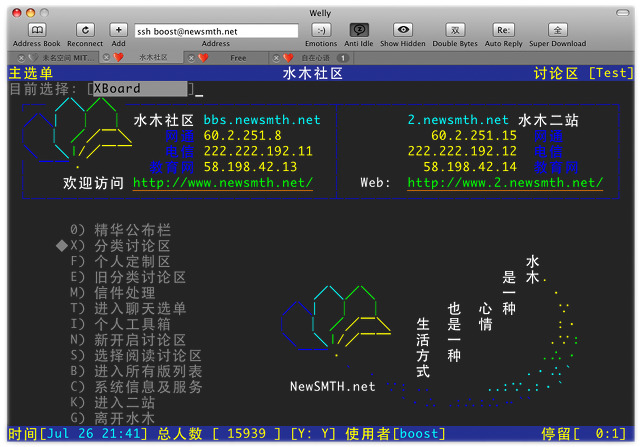 Welly
ssh boost@newsmth.net
Address Book Reconnect Add Address Emotions Anti Idle Show Hidden Double Bytes Auto Reply Super Download
未名空间 MIT... 水木社区 Free 自在心语 1
主选单 水木社区 讨论区 [Test]
目前选择: [XBoard ]
水木社区 bbs.newsmth.net 2.newsmth.net 水木二站
网通 60.2.251.8 60.2.251.15 网通
电信 222.222.192.11 222.222.192.12 电信
教育网 58.198.42.13 58.198.42.14 教育网
欢迎访问 http://www.newsmth.net/ Web: http://www.2.newsmth.net/
0) 精华公布栏
◆X) 分类讨论区
F) 个人定制区
E) 旧分类讨论区
M) 信件处理
T) 进入聊天选单
I) 个人工具箱
N) 新开启讨论区
S) 选择阅读讨论区
B) 进入所有版列表
C) 系统信息及服务
K) 进入二站
G) 离开水木
水木
是一种
心情
也是一种
生活方式
NewSMTH.net
时间[Jul 26 21:41] 总人数 [ 15939 ] [Y: Y] 使用者[boost] 停留[ 0:1]